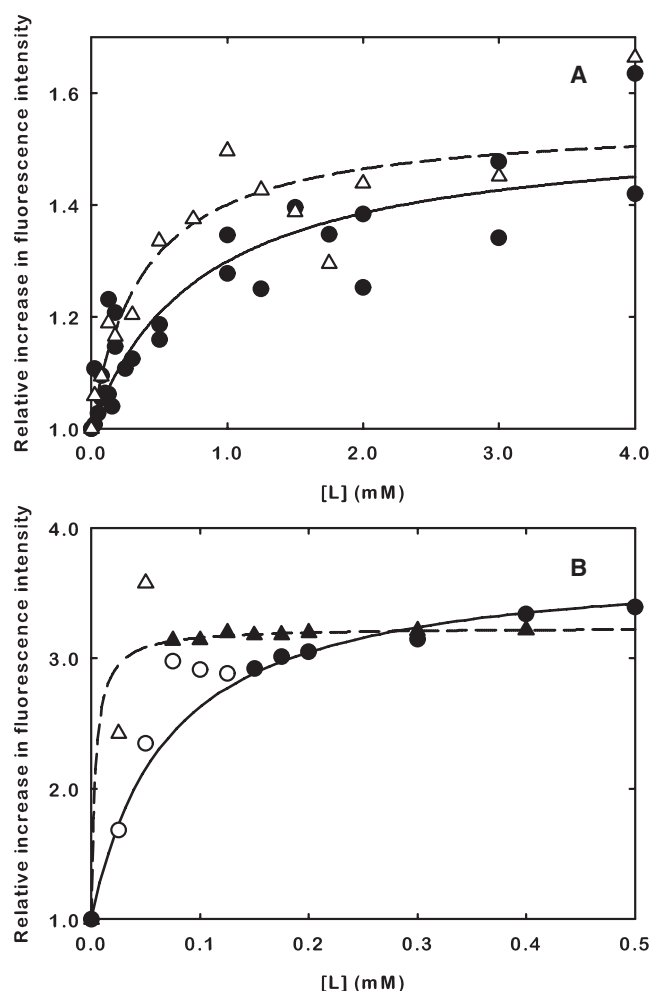 Relative increase in fluorescence intensity
A
1.6
1.4
1.2
1.0
0.0 1.0 2.0 3.0 4.0
[L] (mM)
Relative increase in fluorescence intensity
B
4.0
3.0
2.0
1.0
0.0 0.1 0.2 0.3 0.4 0.5
[L] (mM)